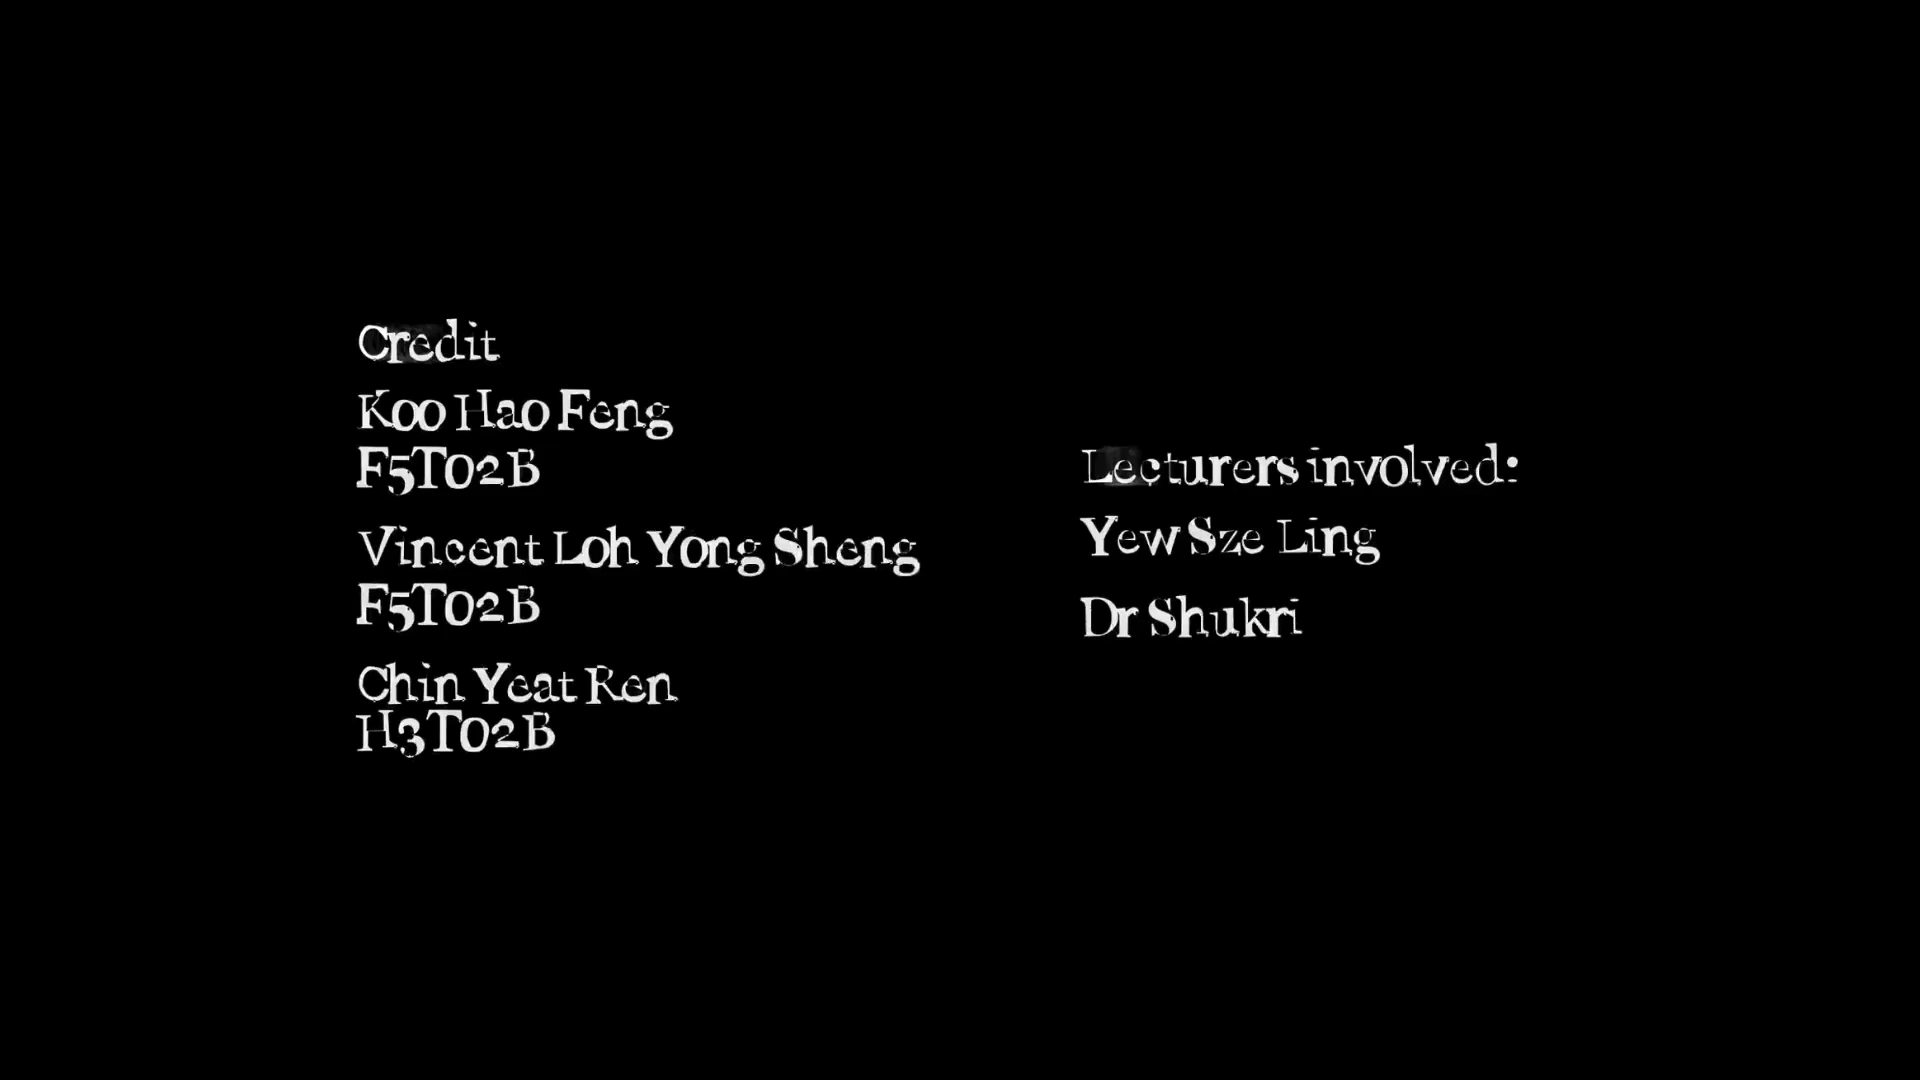 Credit
Koo Hao Feng
F5T02B
Vincent Loh Yong Sheng
F5T02B
Chin Yeat Ren
H3T02B
Lecturers involved:
Yew Sze Ling
Dr Shukri